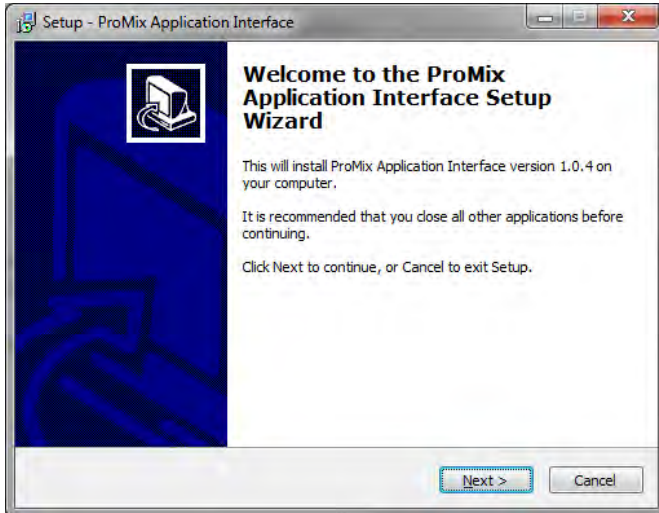 Setup - ProMix Application Interface
Welcome to the ProMix
Application Interface Setup
Wizard
This will install ProMix Application Interface version 1.0.4 on
your computer.
It is recommended that you close all other applications before
continuing.
Click Next to continue, or Cancel to exit Setup.
Next >
Cancel